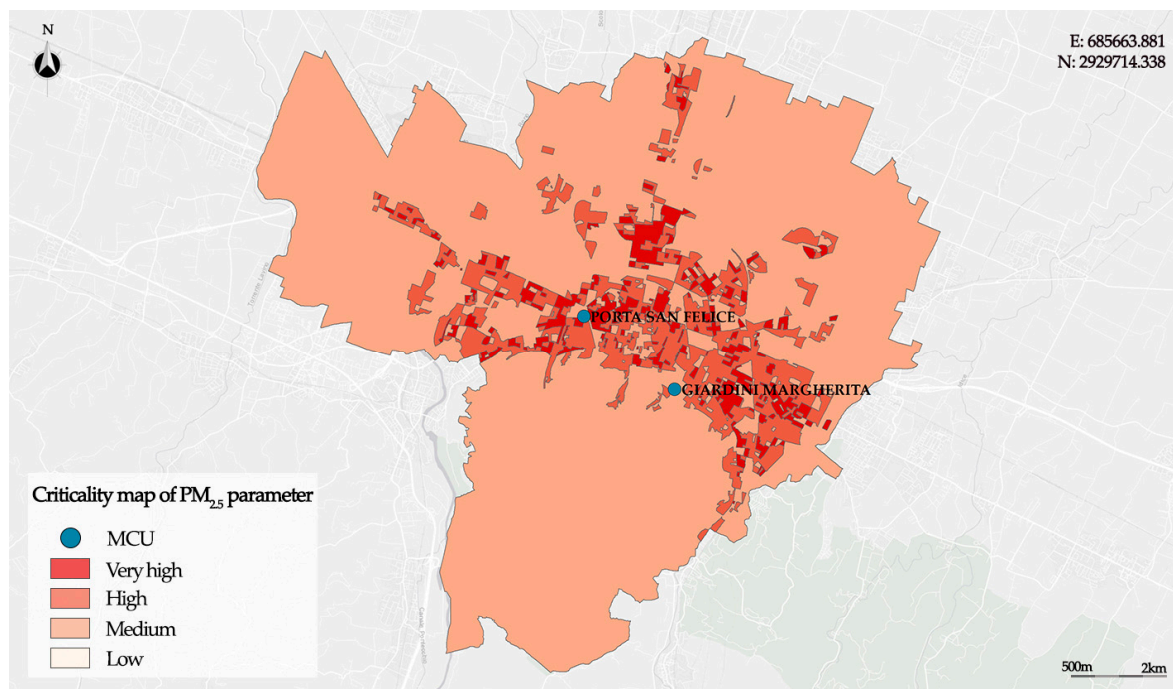 N
E: 685663.881
N: 2929714.338
PORTA SAN FELICE
GIARDINI MARGHERITA
Criticality map of PM2.5 parameter
MCU
Very high
High
Medium
Low
500m 2km